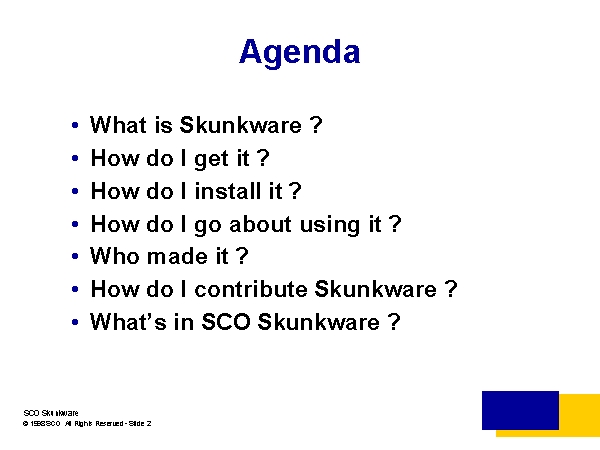 Agenda
• What is Skunkware ?
• How do I get it ?
• How do I install it ?
• How do I go about using it ?
• Who made it ?
• How do I contribute Skunkware ?
• What's in SCO Skunkware ?
SCO Skunkware
© 1998 SCO All Rights Reserved - Slide 2